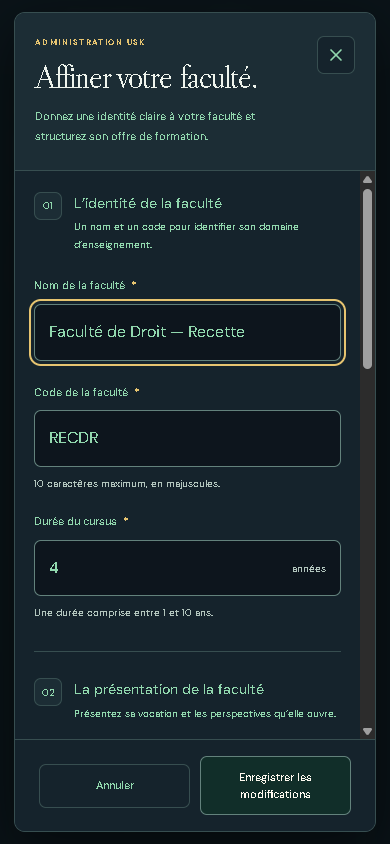 ADMINISTRATION USK
Affiner votre faculté.
Donnez une identité claire à votre faculté et
structurez son offre de formation.
01
L'identité de la faculté
Un nom et un code pour identifier son domaine
d'enseignement.
Nom de la faculté *
Faculté de Droit — Recette
Code de la faculté *
RECDR
10 caractères maximum, en majuscules.
Durée du cursus *
4 années
Une durée comprise entre 1 et 10 ans.
02
La présentation de la faculté
Présentez sa vocation et les perspectives qu'elle ouvre.
Annuler
Enregistrer les
modifications